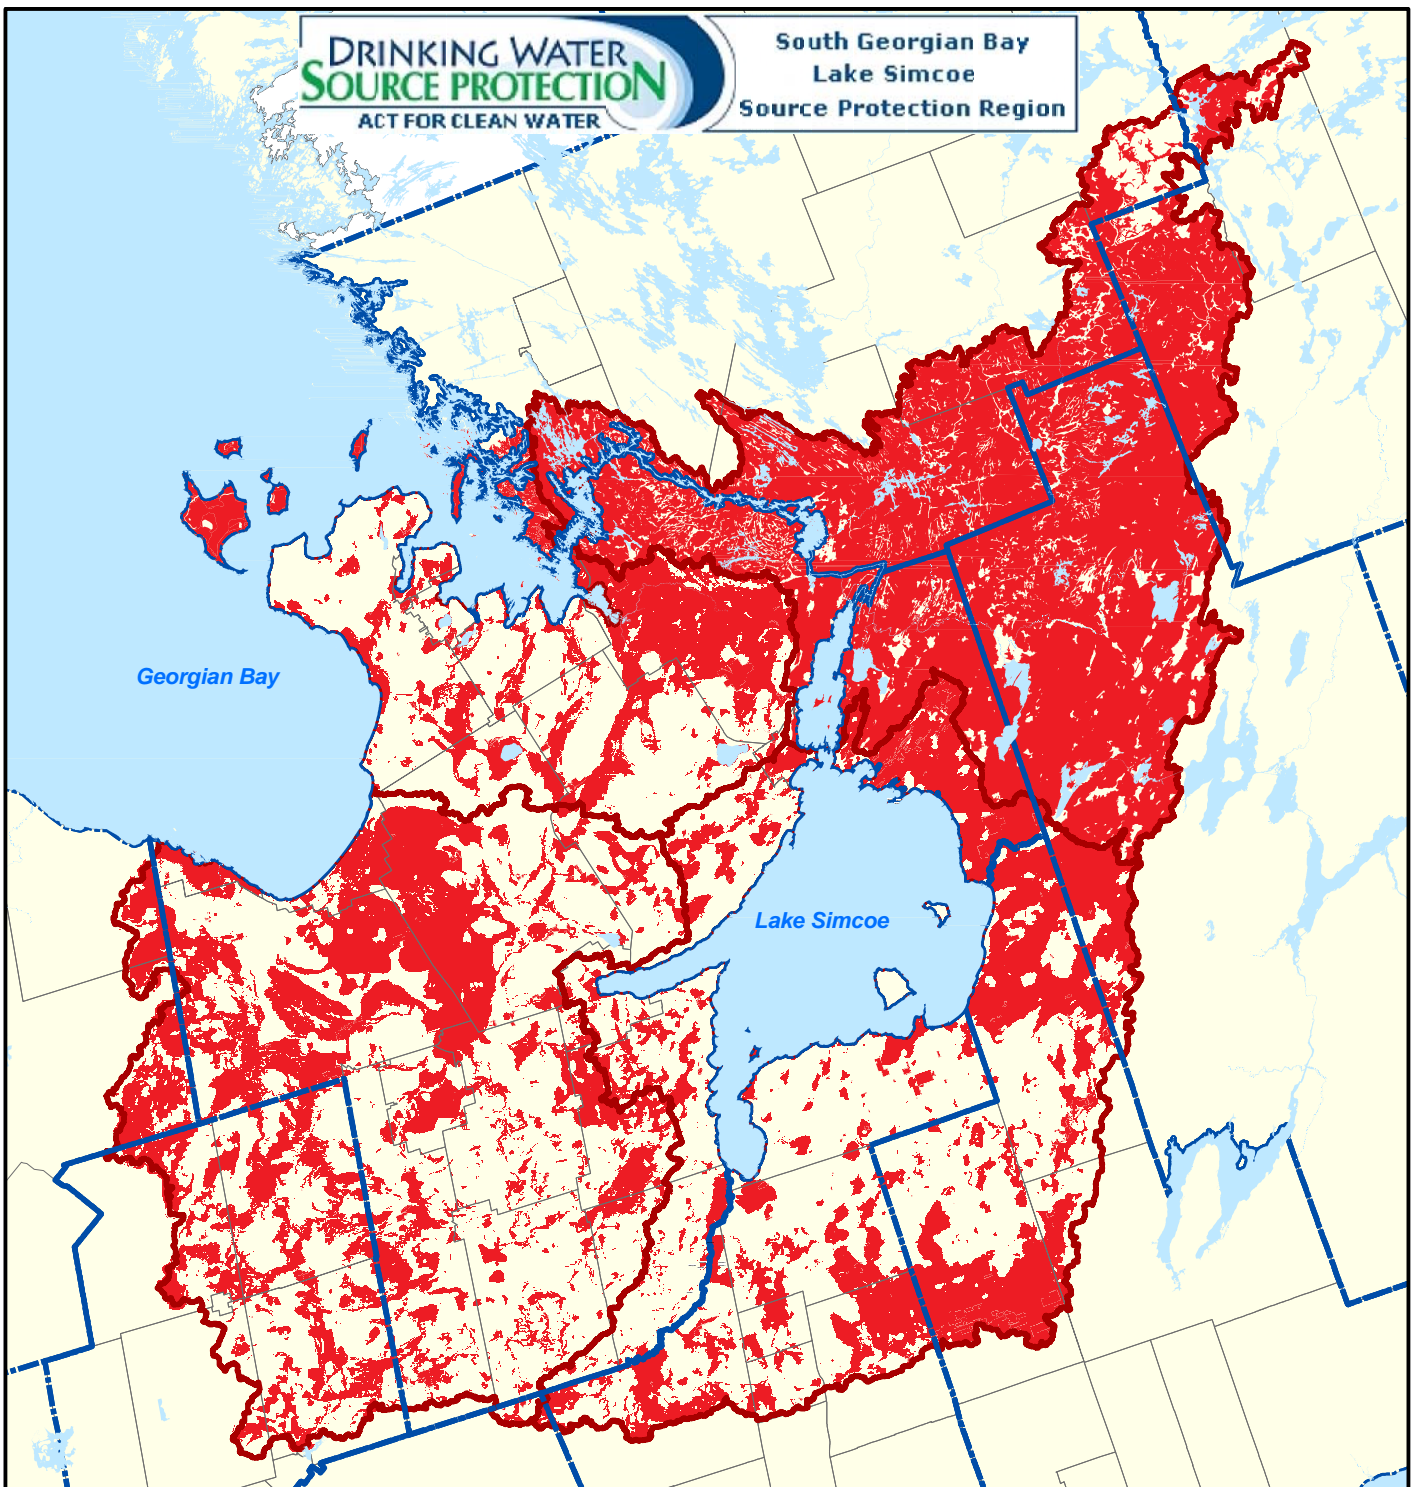 DRINKING WATER
SOURCE PROTECTION
ACT FOR CLEAN WATER
South Georgian Bay
Lake Simcoe
Source Protection Region
Georgian Bay
Lake Simcoe